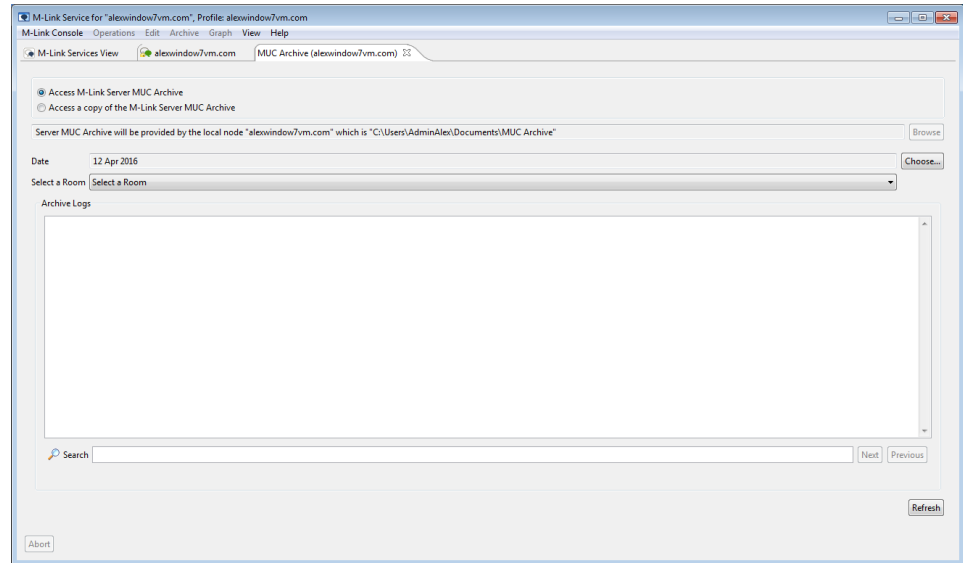 M-Link Service for "alexwindow7vm.com", Profile: alexwindow7vm.com
M-Link Console Operations Edit Archive Graph View Help
M-Link Services View alexwindow7vm.com MUC Archive (alexwindow7vm.com)
Access M-Link Server MUC Archive
Access a copy of the M-Link Server MUC Archive
Server MUC Archive will be provided by the local node "alexwindow7vm.com" which is "C:\Users\AdminAlex\Documents\MUC Archive" Browse
Date 12 Apr 2016 Choose...
Select a Room Select a Room
Archive Logs
Search Next Previous
Refresh
Abort